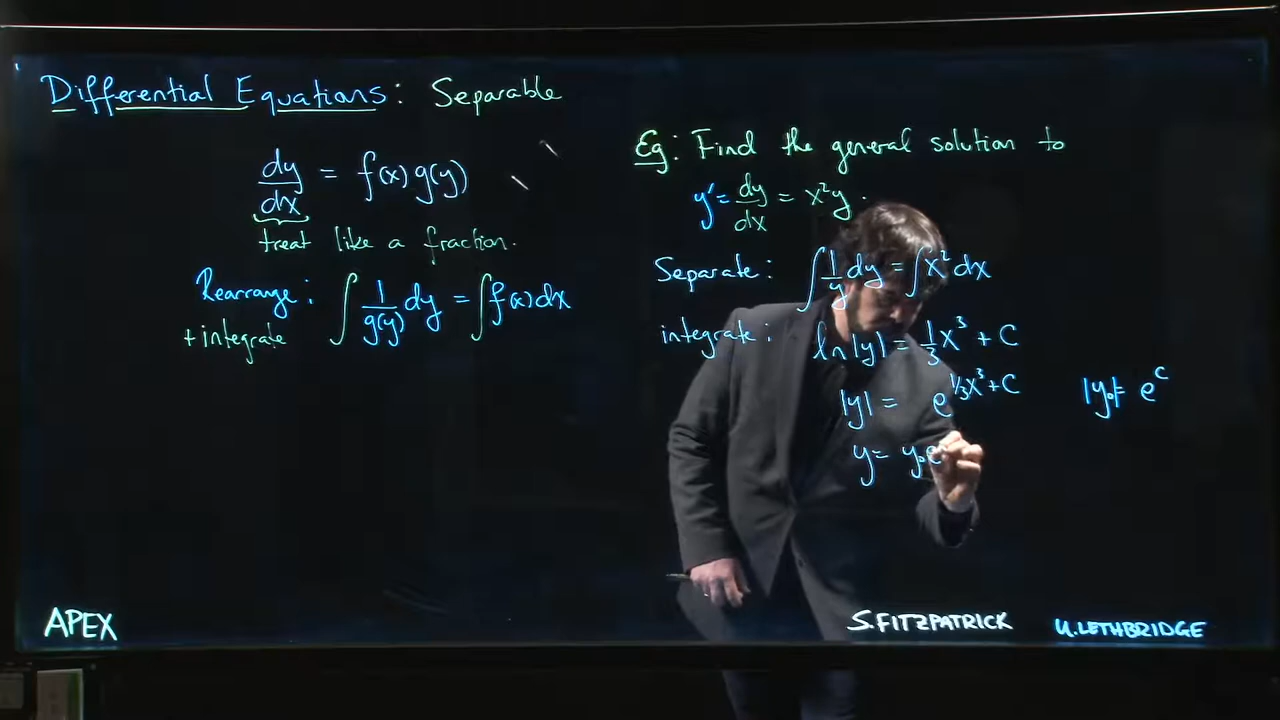 Differential Equations: Separable
dy/dx = f(x) g(y)
treat like a fraction.
Rearrange: ∫ 1/g(y) dy = ∫ f(x) dx
+ integrate
Eg: Find the general solution to
y' = dy/dx = x²y.
Separate: ∫ 1/y dy = ∫ x² dx
integrate: ln |y| = 1/3 x³ + C
|y| = e^(1/3 x³ + C)
|y₀| = e^C
y = y₀e
APEX
S. FITZPATRICK
U. LETHBRIDGE